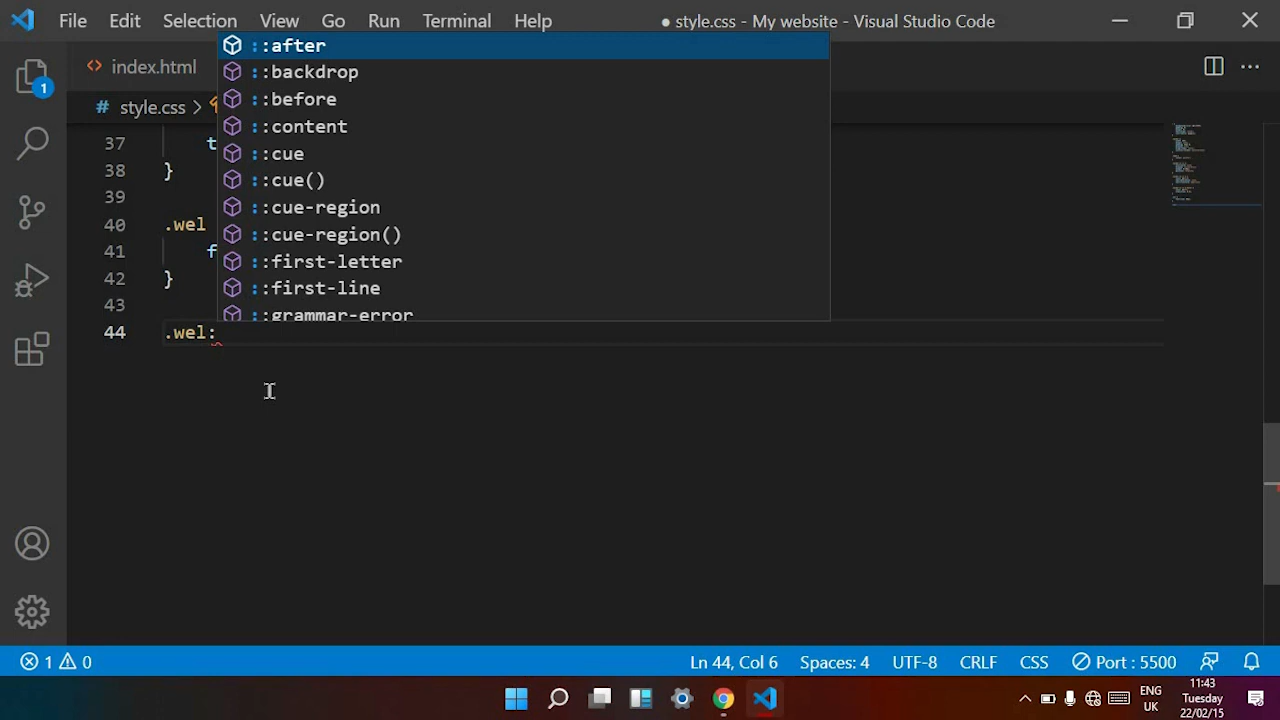 File Edit Selection View Go Run Terminal Help
● style.css - My website - Visual Studio Code
1
<> index.html
# style.css >
::after
::backdrop
::before
::content
::cue
::cue()
::cue-region
::cue-region()
::first-letter
::first-line
::grammar-error
37 t
38 }
39
40 .wel
41 f
42 }
43
44 .wel:
1 0
Ln 44, Col 6 Spaces: 4 UTF-8 CRLF CSS Port : 5500
ENG
UK
11:43
Tuesday
22/02/15